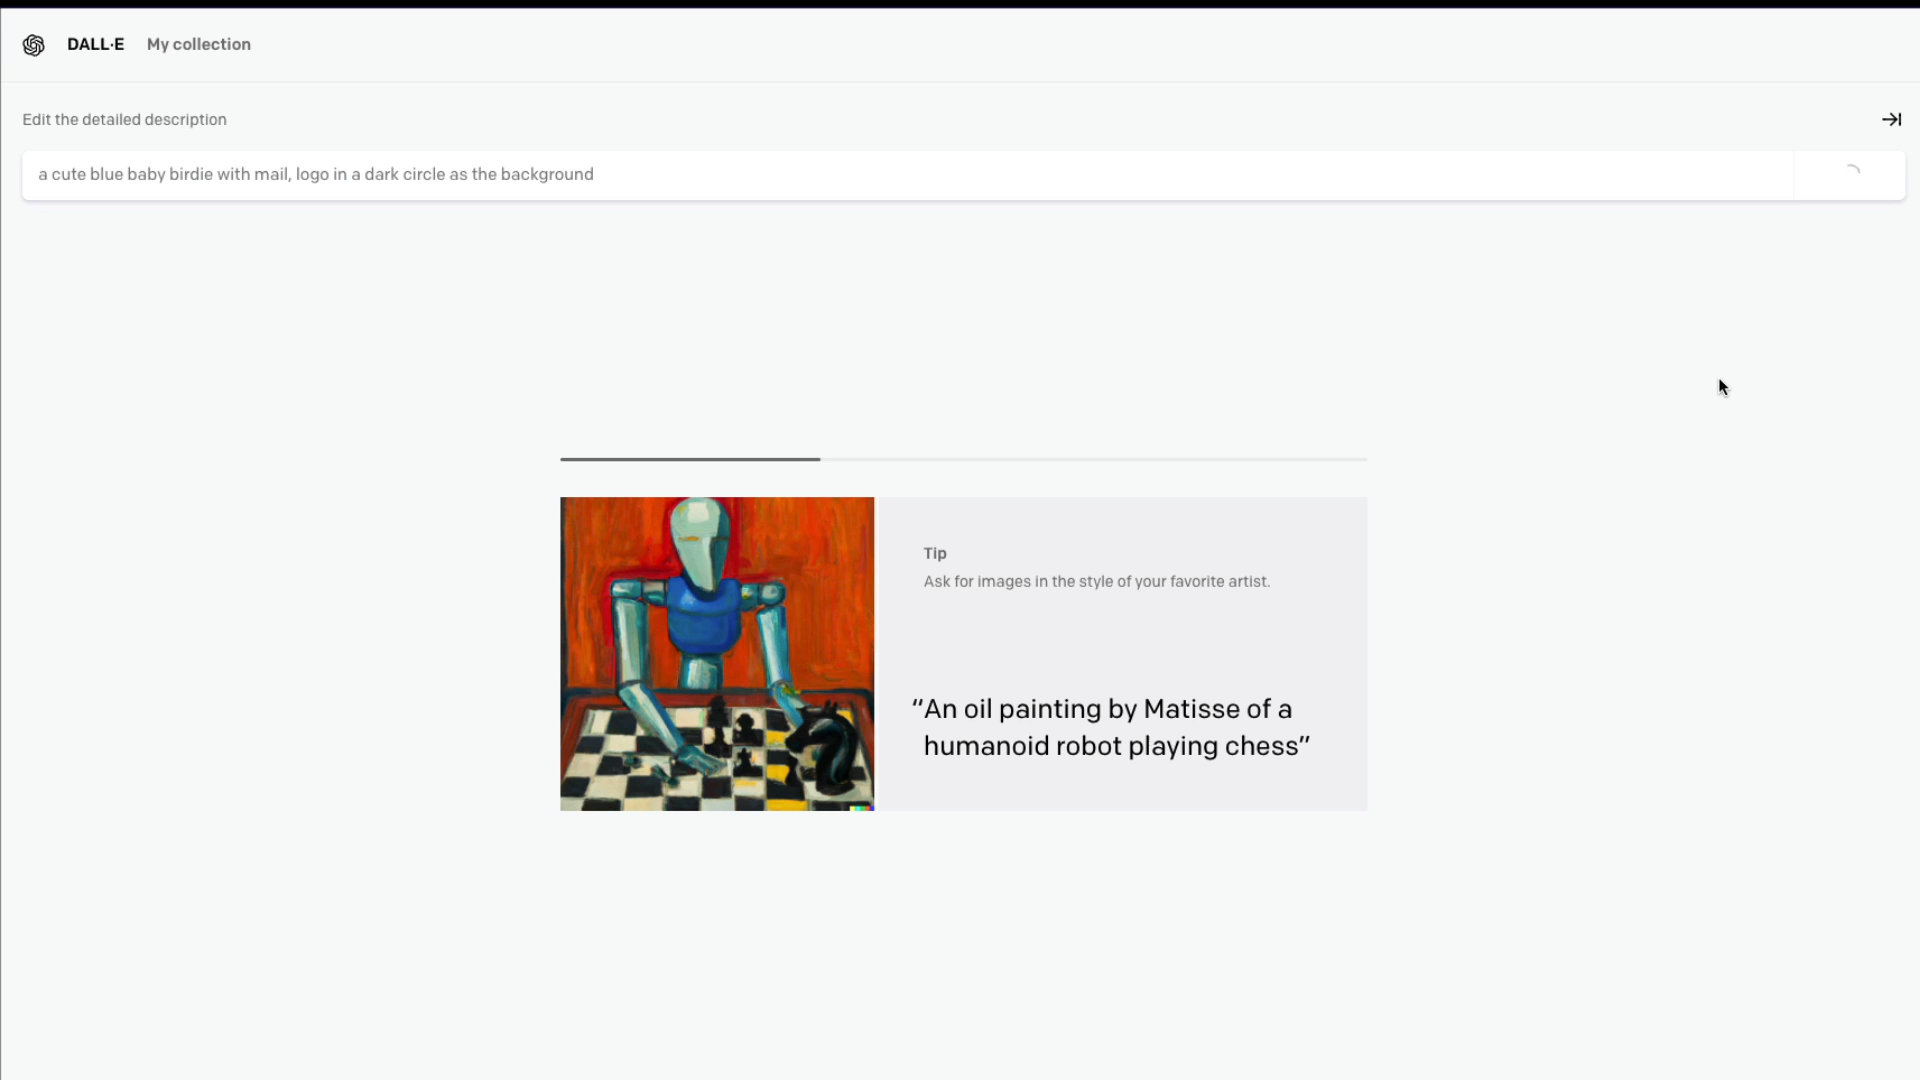 DALL·E My collection
Edit the detailed description
a cute blue baby birdie with mail, logo in a dark circle as the background
Tip
Ask for images in the style of your favorite artist.
“An oil painting by Matisse of a
humanoid robot playing chess”